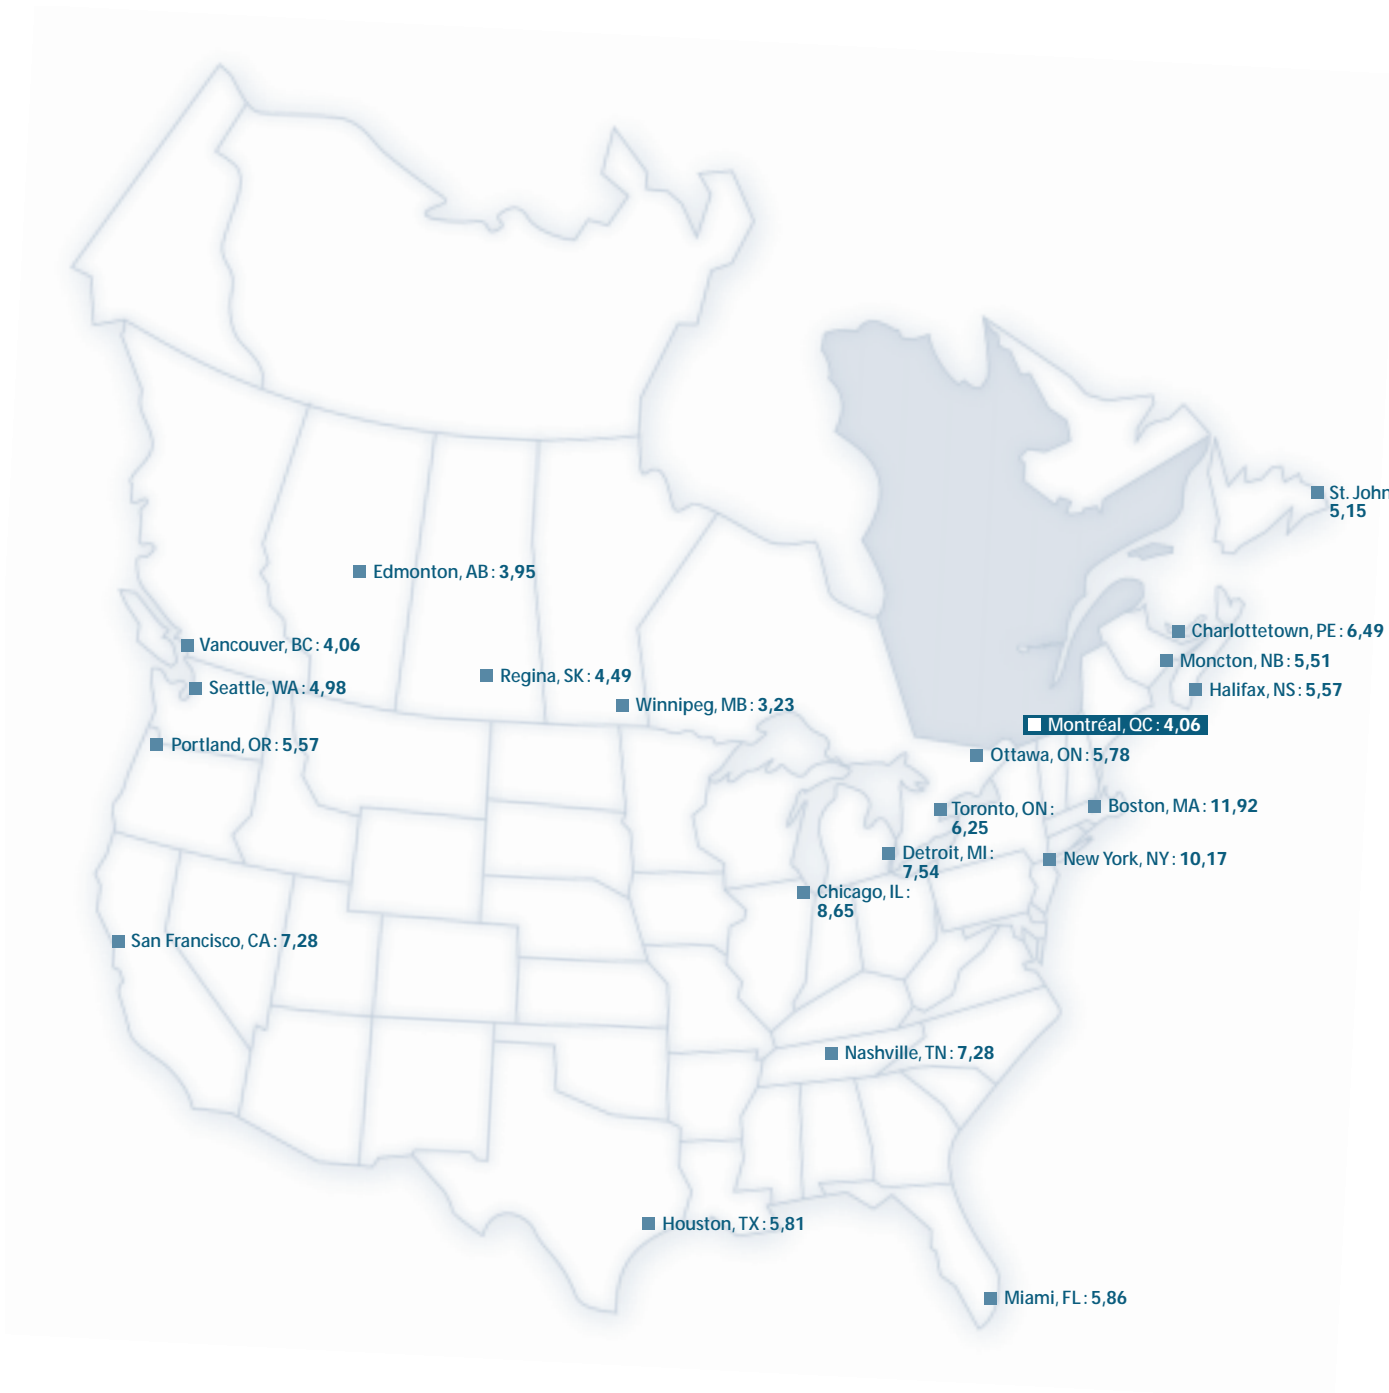 St. John
5,15
Edmonton, AB : 3,95
Charlottetown, PE : 6,49
Vancouver, BC : 4,06
Moncton, NB : 5,51
Regina, SK : 4,49
Seattle, WA : 4,98
Halifax, NS : 5,57
Winnipeg, MB : 3,23
Montréal, QC : 4,06
Portland, OR : 5,57
Ottawa, ON : 5,78
Toronto, ON :
6,25
Boston, MA : 11,92
Detroit, MI :
7,54
New York, NY : 10,17
Chicago, IL :
8,65
San Francisco, CA : 7,28
Nashville, TN : 7,28
Houston, TX : 5,81
Miami, FL : 5,86